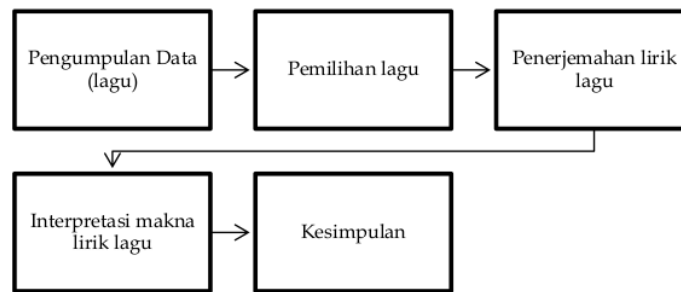 Pengumpulan Data
(lagu)
Pemilihan lagu
Penerjemahan lirik
lagu
Interpretasi makna
lirik lagu
Kesimpulan